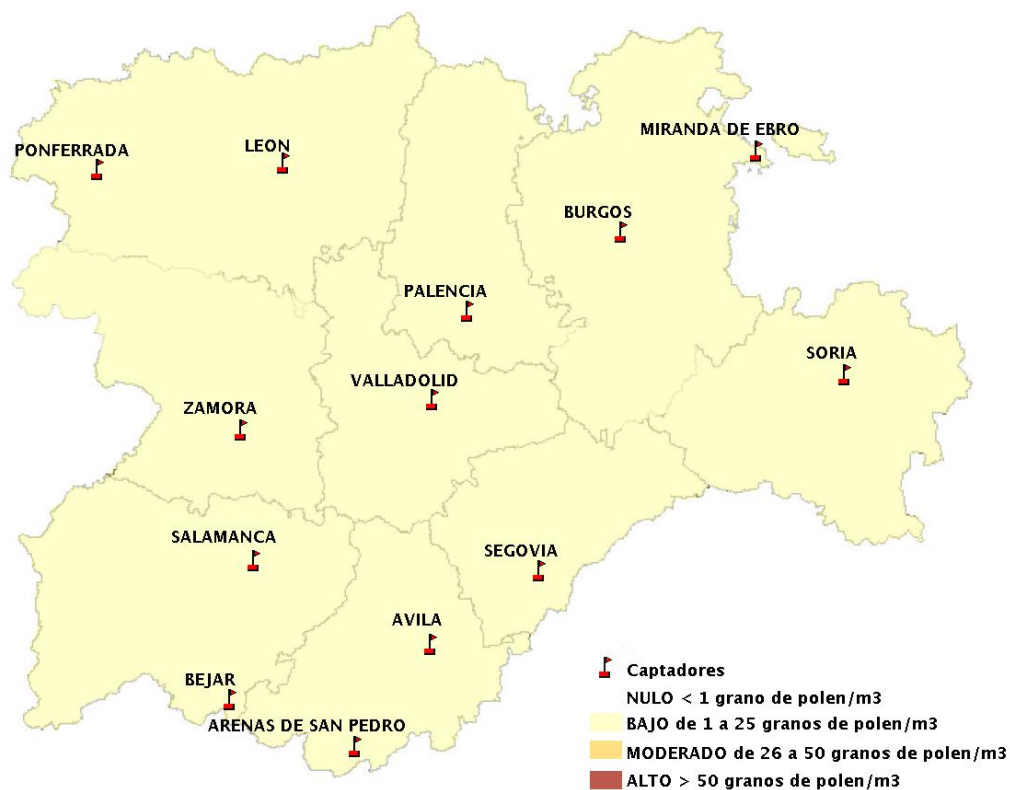 MIRANDA DE EBRO
PONFERRADA
LEON
BURGOS
PALENCIA
SORIA
VALLADOLID
ZAMORA
SALAMANCA
SEGOVIA
AVILA
BEJAR
ARENAS DE SAN PEDRO
Captadores
NULO < 1 grano de polen/m3
BAJO de 1 a 25 granos de polen/m3
MODERADO de 26 a 50 granos de polen/m3
ALTO > 50 granos de polen/m3